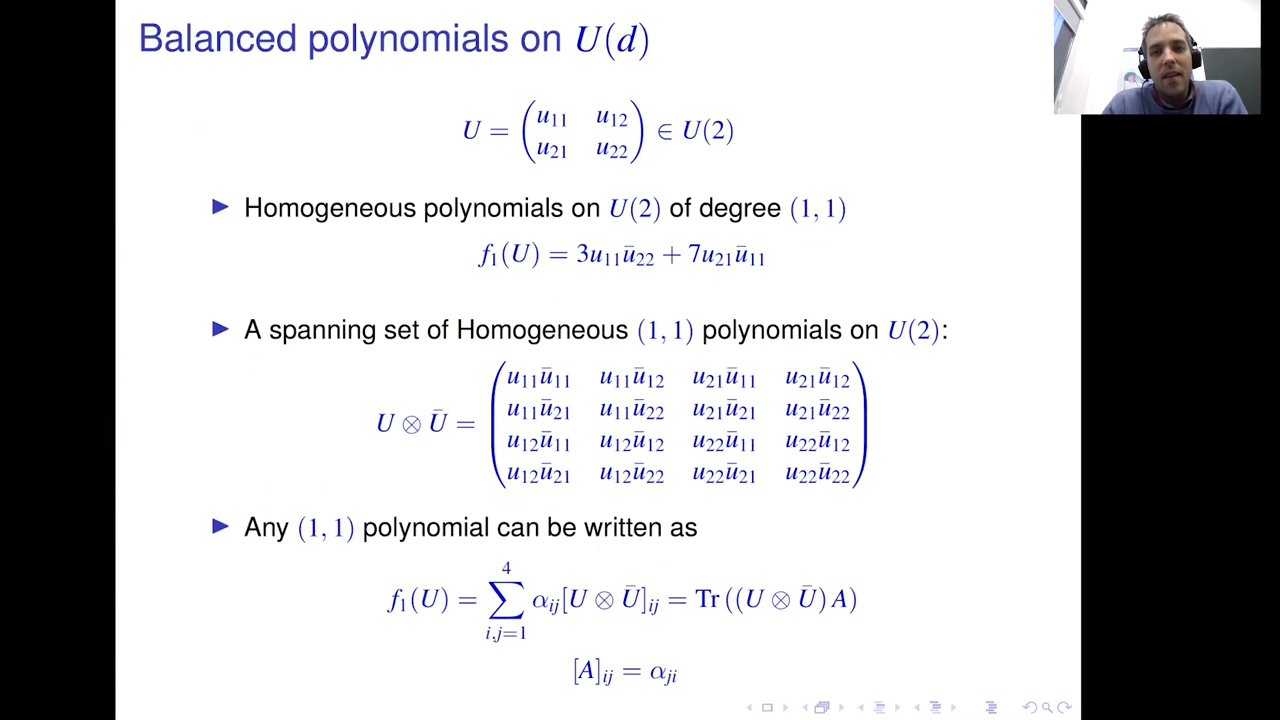 Balanced polynomials on U(d)
U = (u₁₁ u₁₂
u₂₁ u₂₂) ∈ U(2)
▶ Homogeneous polynomials on U(2) of degree (1, 1)
f₁(U) = 3u₁₁ū₂₂ + 7u₂₁ū₁₁
▶ A spanning set of Homogeneous (1, 1) polynomials on U(2):
U ⊗ Ū = (u₁₁ū₁₁ u₁₁ū₁₂ u₂₁ū₁₁ u₂₁ū₁₂
u₁₁ū₂₁ u₁₁ū₂₂ u₂₁ū₂₁ u₂₁ū₂₂
u₁₂ū₁₁ u₁₂ū₁₂ u₂₂ū₁₁ u₂₂ū₁₂
u₁₂ū₂₁ u₁₂ū₂₂ u₂₂ū₂₁ u₂₂ū₂₂)
▶ Any (1, 1) polynomial can be written as
f₁(U) = ∑⁴ᵢ,ⱼ₌₁ αᵢⱼ[U ⊗ Ū]ᵢⱼ = Tr ((U ⊗ Ū) A)
[A]ᵢⱼ = αⱼᵢ